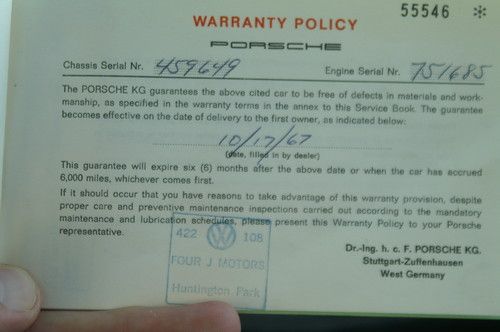 55546 *
WARRANTY POLICY
PORSCHE
Chassis Serial Nr. 459649 Engine Serial Nr. 751685
The PORSCHE KG guarantees the above cited car to be free of defects in materials and work-
manship, as specified in the warranty terms in the annex to this Service Book. The guarantee
becomes effective on the date of delivery to the first owner, as indicated below:
10/17/67
(date, filled in by dealer)
This guarantee will expire six (6) months after the above date or when the car has accrued
6,000 miles, whichever comes first.
If it should occur that you have reasons to take advantage of this warranty provision, despite
proper care and preventive maintenance inspections carried out according to the mandatory
maintenance and lubrication schedules, please present this Warranty Policy to your Porsche
representative.
422 VW 108
FOUR J MOTORS
Huntington Park
Dr.-Ing. h. c. F. PORSCHE KG.
Stuttgart-Zuffenhausen
West Germany